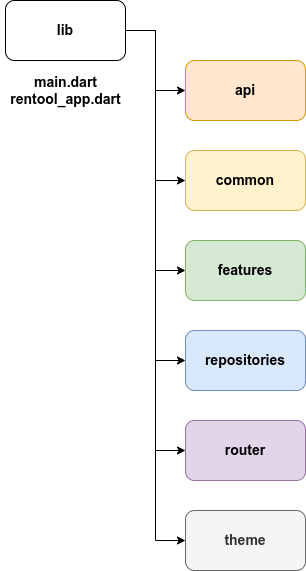 lib
main.dart
rentool_app.dart
api
common
features
repositories
router
theme